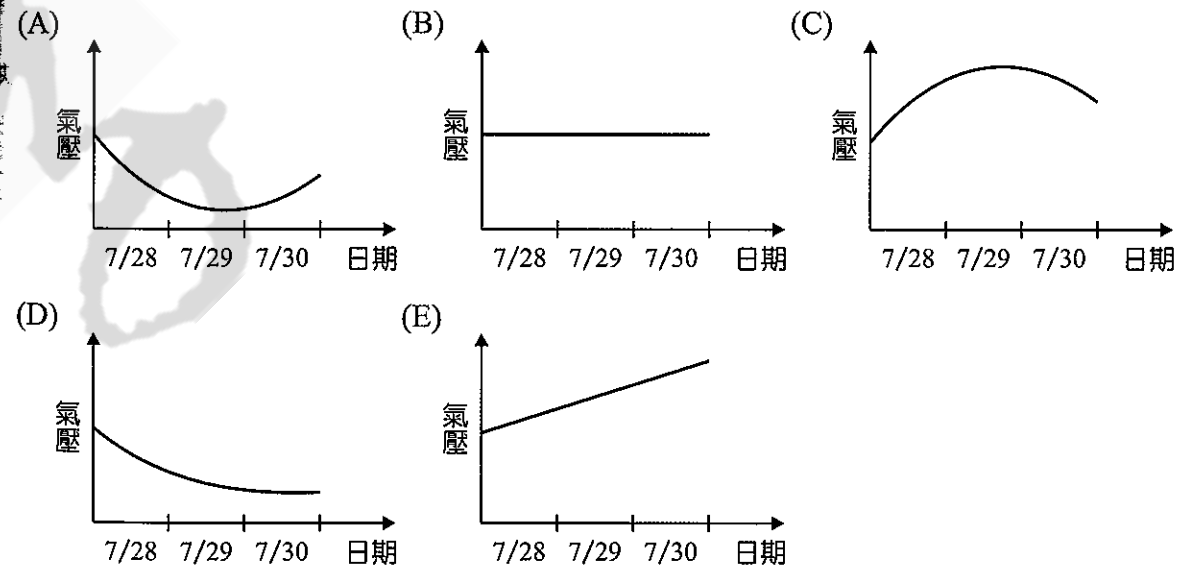 (A) (B) (C)
氣壓 氣壓 氣壓
7/28 7/29 7/30 日期 7/28 7/29 7/30 日期 7/28 7/29 7/30 日期
(D) (E)
氣壓 氣壓
7/28 7/29 7/30 日期 7/28 7/29 7/30 日期